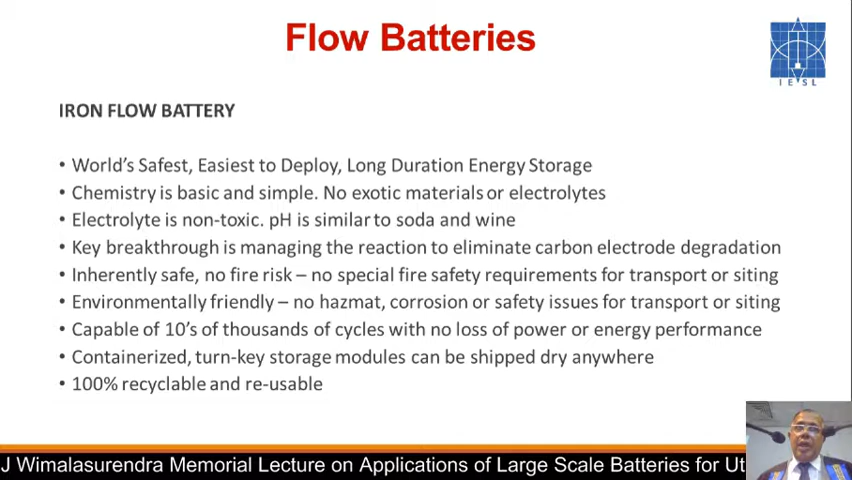 Flow Batteries
I E S L
IRON FLOW BATTERY
• World's Safest, Easiest to Deploy, Long Duration Energy Storage
• Chemistry is basic and simple. No exotic materials or electrolytes
• Electrolyte is non-toxic. pH is similar to soda and wine
• Key breakthrough is managing the reaction to eliminate carbon electrode degradation
• Inherently safe, no fire risk – no special fire safety requirements for transport or siting
• Environmentally friendly – no hazmat, corrosion or safety issues for transport or siting
• Capable of 10's of thousands of cycles with no loss of power or energy performance
• Containerized, turn-key storage modules can be shipped dry anywhere
• 100% recyclable and re-usable
J Wimalasurendra Memorial Lecture on Applications of Large Scale Batteries for Ut